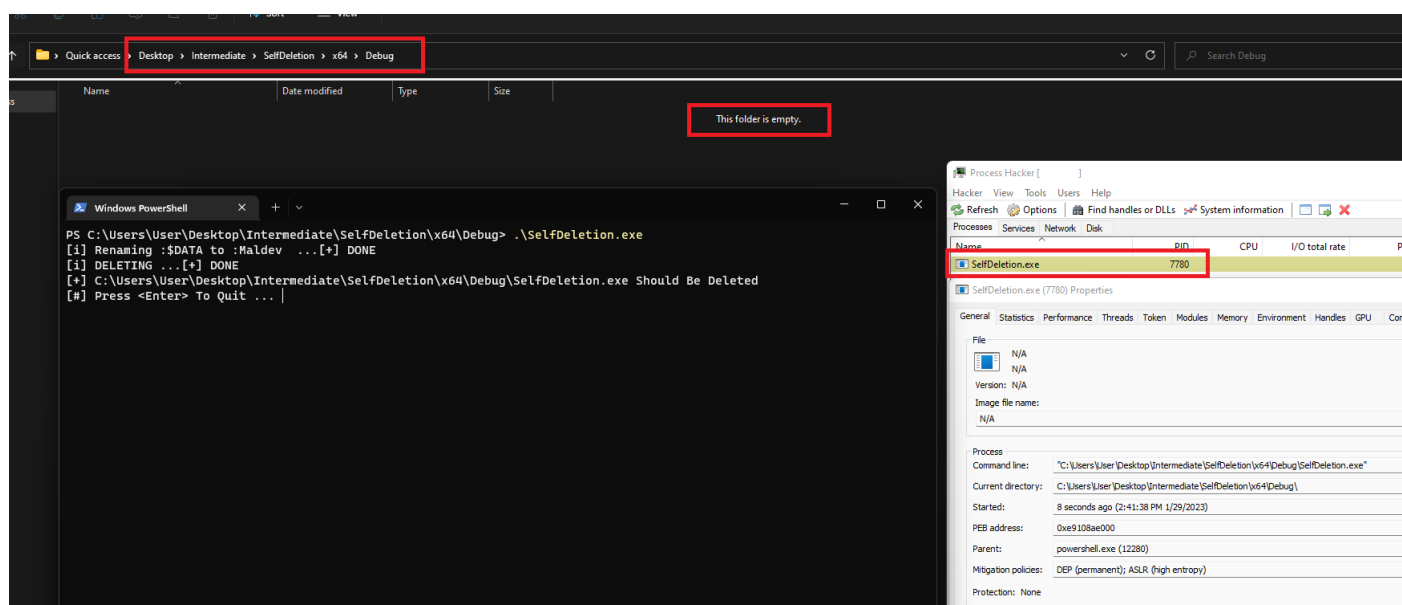 Sort View
Quick access > Desktop > Intermediate > SelfDeletion > x64 > Debug
Search Debug
Name Date modified Type Size
This folder is empty.
Windows PowerShell
PS C:\Users\User\Desktop\Intermediate\SelfDeletion\x64\Debug> .\SelfDeletion.exe
[i] Renaming :$DATA to :Maldev ...[+] DONE
[i] DELETING ...[+] DONE
[+] C:\Users\User\Desktop\Intermediate\SelfDeletion\x64\Debug\SelfDeletion.exe Should Be Deleted
[#] Press <Enter> To Quit ...
Process Hacker [ ]
Hacker View Tools Users Help
Refresh Options Find handles or DLLs System information
Processes Services Network Disk
Name PID CPU I/O total rate P
SelfDeletion.exe 7780
SelfDeletion.exe (7780) Properties
General Statistics Performance Threads Token Modules Memory Environment Handles GPU Cor
File
N/A
N/A
Version: N/A
Image file name:
N/A
Process
Command line: "C:\Users\User\Desktop\Intermediate\SelfDeletion\x64\Debug\SelfDeletion.exe"
Current directory: C:\Users\User\Desktop\Intermediate\SelfDeletion\x64\Debug\
Started: 8 seconds ago (2:41:38 PM 1/29/2023)
PEB address: 0xe9108ae000
Parent: powershell.exe (12280)
Mitigation policies: DEP (permanent); ASLR (high entropy)
Protection: None